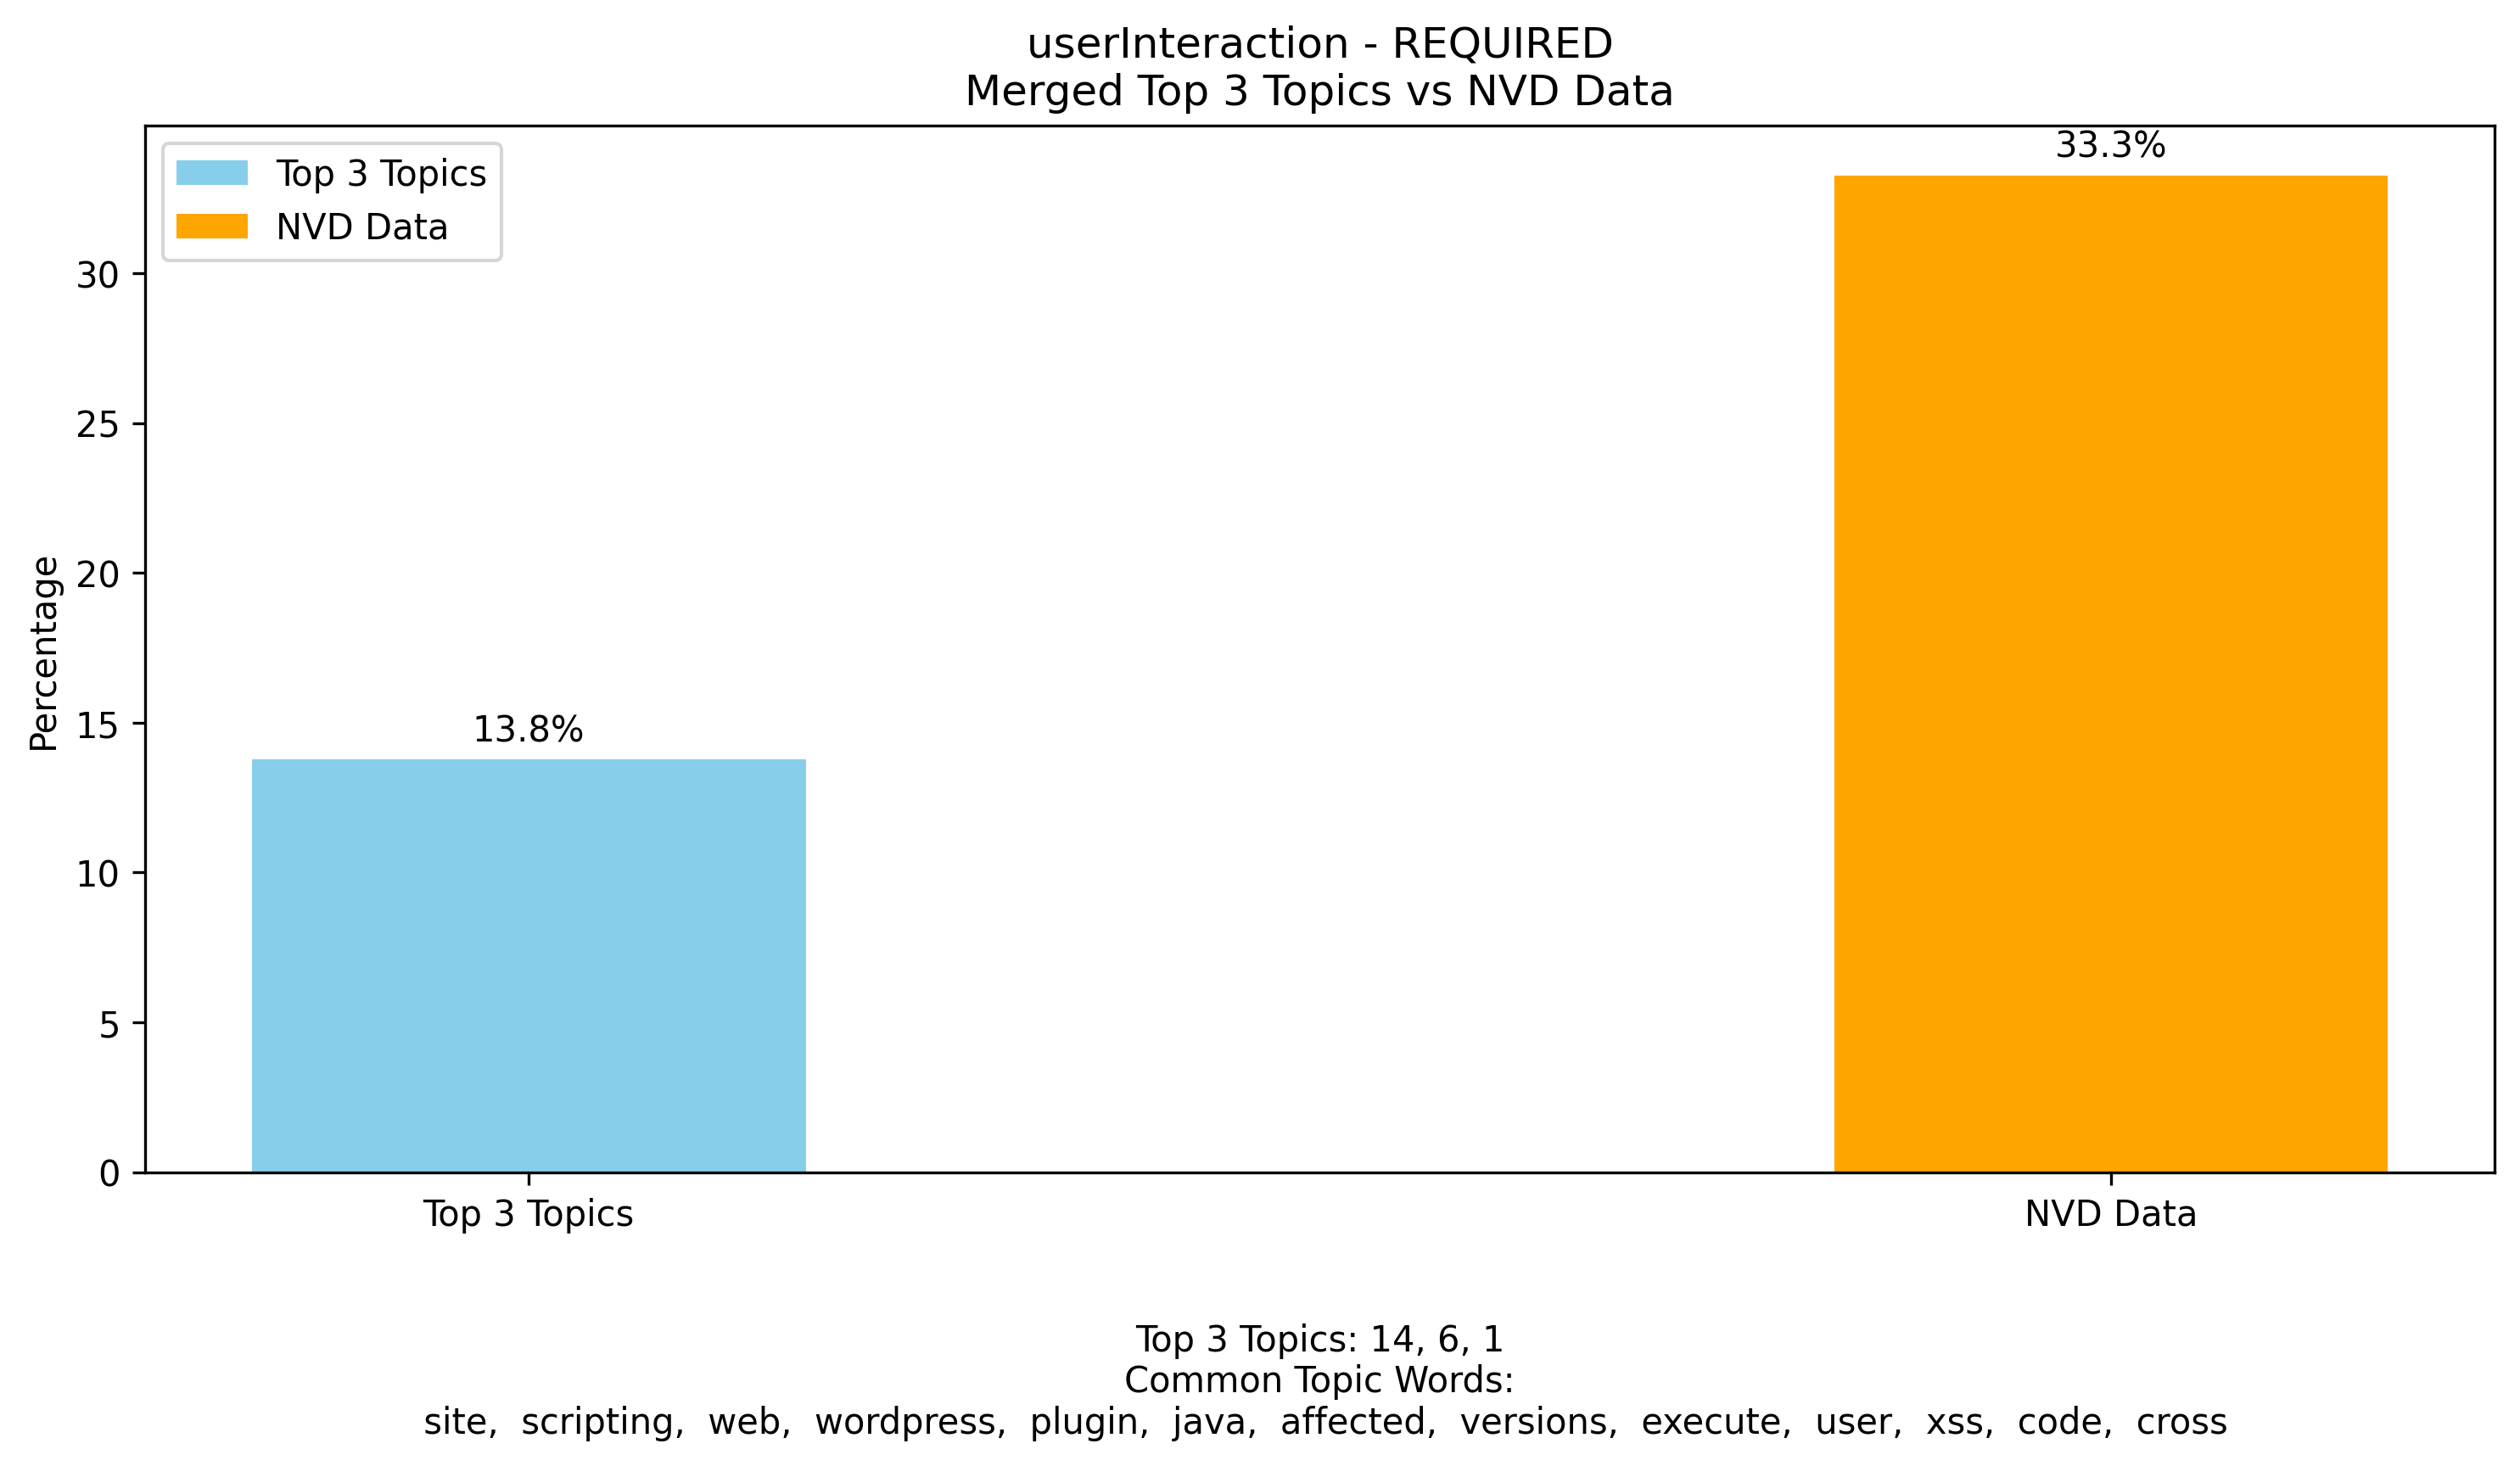 userInteraction - REQUIRED
Merged Top 3 Topics vs NVD Data
Top 3 Topics
NVD Data
33.3%
13.8%
Percentage
30
25
20
15
10
5
0
Top 3 Topics
NVD Data
Top 3 Topics: 14, 6, 1
Common Topic Words:
site, scripting, web, wordpress, plugin, java, affected, versions, execute, user, xss, code, cross